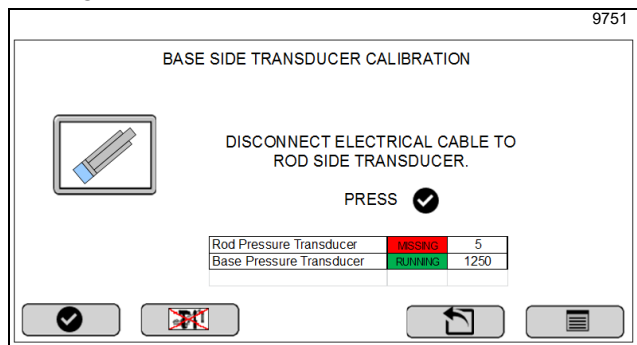 9751
BASE SIDE TRANSDUCER CALIBRATION
DISCONNECT ELECTRICAL CABLE TO
ROD SIDE TRANSDUCER.
PRESS
Rod Pressure Transducer MISSING 5
Base Pressure Transducer RUNNING 1250